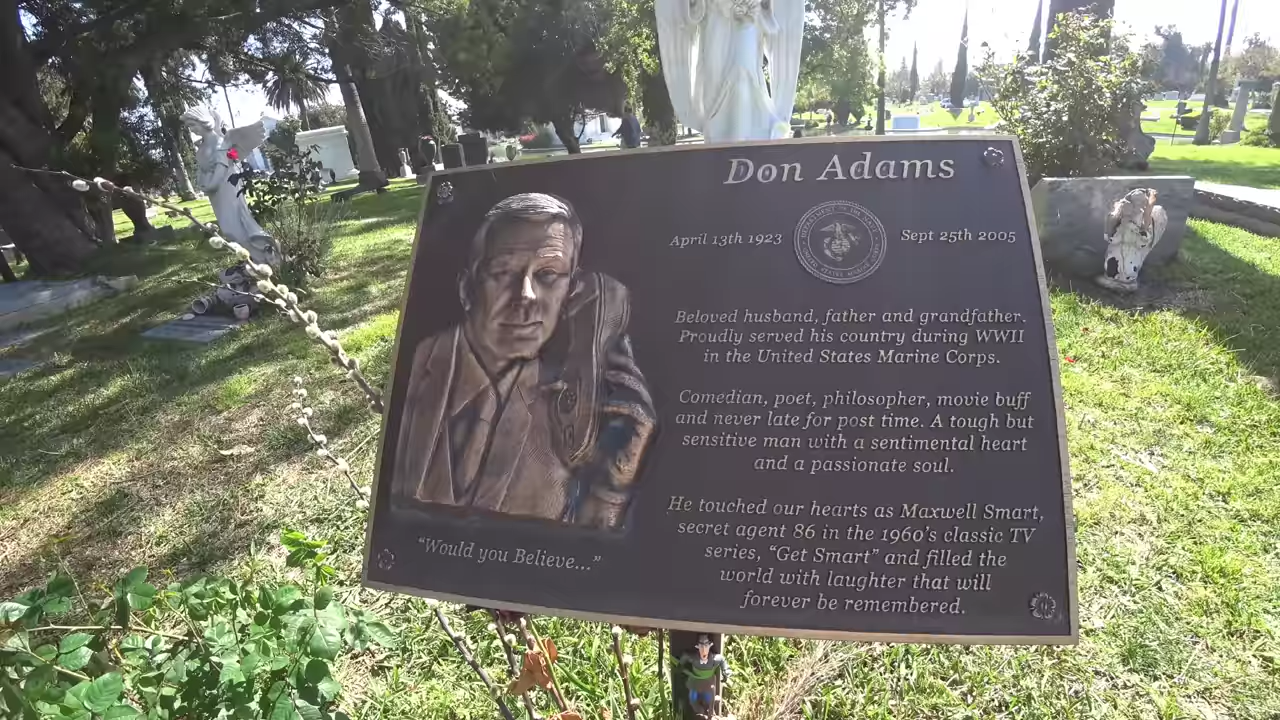 Don Adams
April 13th 1923
Sept 25th 2005
Beloved husband, father and grandfather.
Proudly served his country during WWII
in the United States Marine Corps.
Comedian, poet, philosopher, movie buff
and never late for post time. A tough but
sensitive man with a sentimental heart
and a passionate soul.
He touched our hearts as Maxwell Smart,
secret agent 86 in the 1960's classic TV
series, "Get Smart" and filled the
world with laughter that will
forever be remembered.
"Would you Believe..."